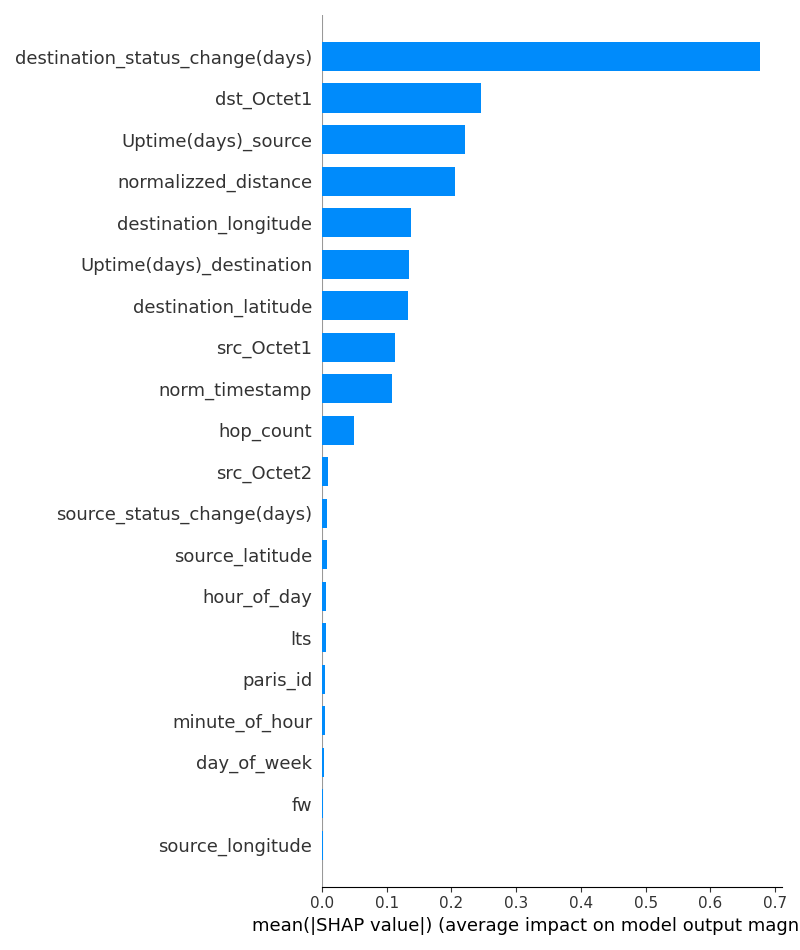 destination_status_change(days)
dst_Octet1
Uptime(days)_source
normalizzed_distance
destination_longitude
Uptime(days)_destination
destination_latitude
src_Octet1
norm_timestamp
hop_count
src_Octet2
source_status_change(days)
source_latitude
hour_of_day
lts
paris_id
minute_of_hour
day_of_week
fw
source_longitude
0.0 0.1 0.2 0.3 0.4 0.5 0.6 0.7
mean(|SHAP value|) (average impact on model output magn